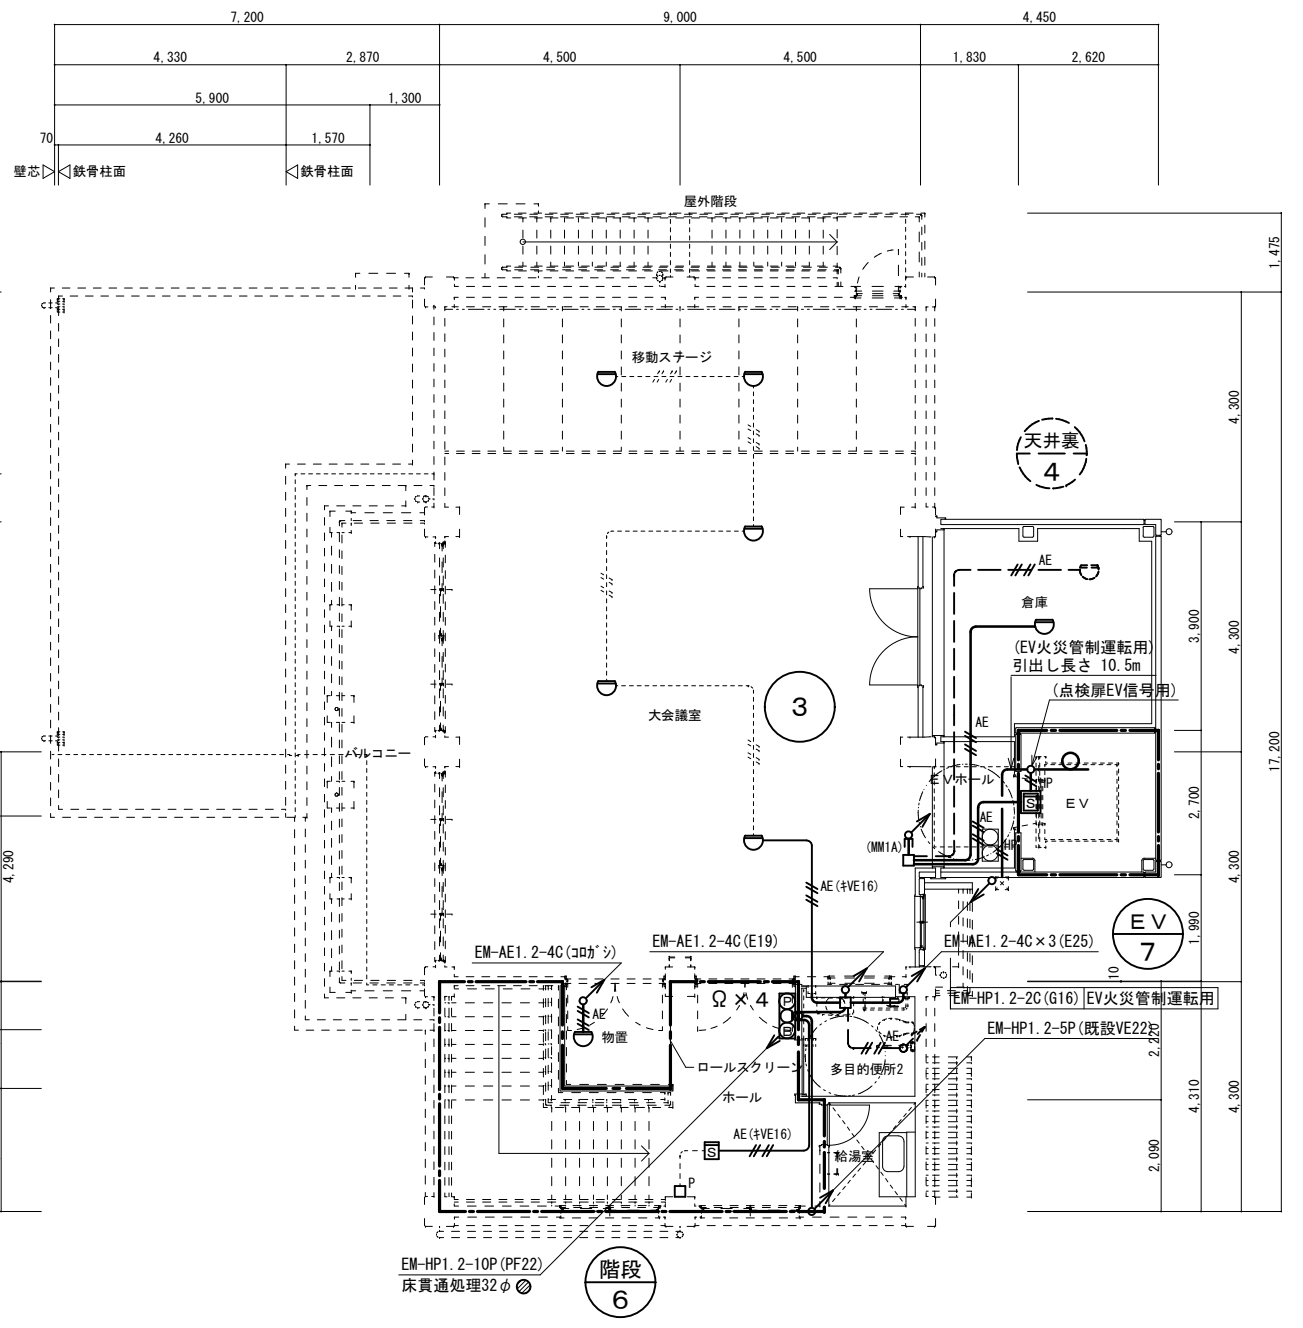 7,200
9,000
4,450
4,330
2,870
4,500
4,500
1,830
2,620
5,900
1,300
70
4,260
1,570
壁芯
鉄骨柱面
鉄骨柱面
屋外階段
1,475
移動ステージ
4,300
天井裏
4
AE
倉庫
3,900
4,300
(EV火災管制運転用)
引出し長さ 10.5m
(点検扉EV信号用)
3
大会議室
AE
17,200
バルコニー
EVホール
HP
EV
S
2,700
AE
(MM1A)
HP
4,290
4,300
AE(ｷVE16)
EV
7
1,990
EM-AE1.2-4C(ｺﾛｶﾞｼ)
EM-AE1.2-4C(E19)
EM-AE1.2-4C×3(E25)
110
EM-HP1.2-2C(G16)
EV火災管制運転用
Ω×4
P
B
AE
物置
EM-HP1.2-5P(既設VE22)
AE
2,220
ロールスクリーン
多目的便所2
ホール
4,310
4,300
AE(ｷVE16)
S
給湯室
2,090
P
EM-HP1.2-10P(PF22)
床貫通処理32φ
階段
6